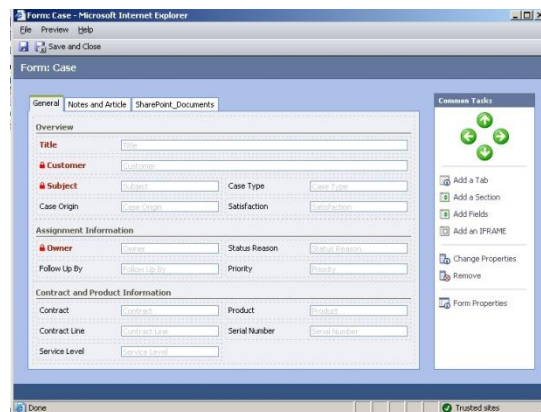 Form: Case - Microsoft Internet Explorer
File Preview Help
Save and Close
Form: Case
General Notes and Article SharePoint_Documents
Common Tasks
Overview
Title Title
Customer Customer
Subject Subject Case Type Case Type
Case Origin Case Origin Satisfaction Satisfaction
Assignment Information
Owner Owner Status Reason Status Reason
Follow Up By Follow Up By Priority Priority
Contract and Product Information
Contract Contract Product Product
Contract Line Contract Line Serial Number Serial Number
Service Level Service Level
Add a Tab
Add a Section
Add Fields
Add an IFRAME
Change Properties
Remove
Form Properties
Done Trusted sites